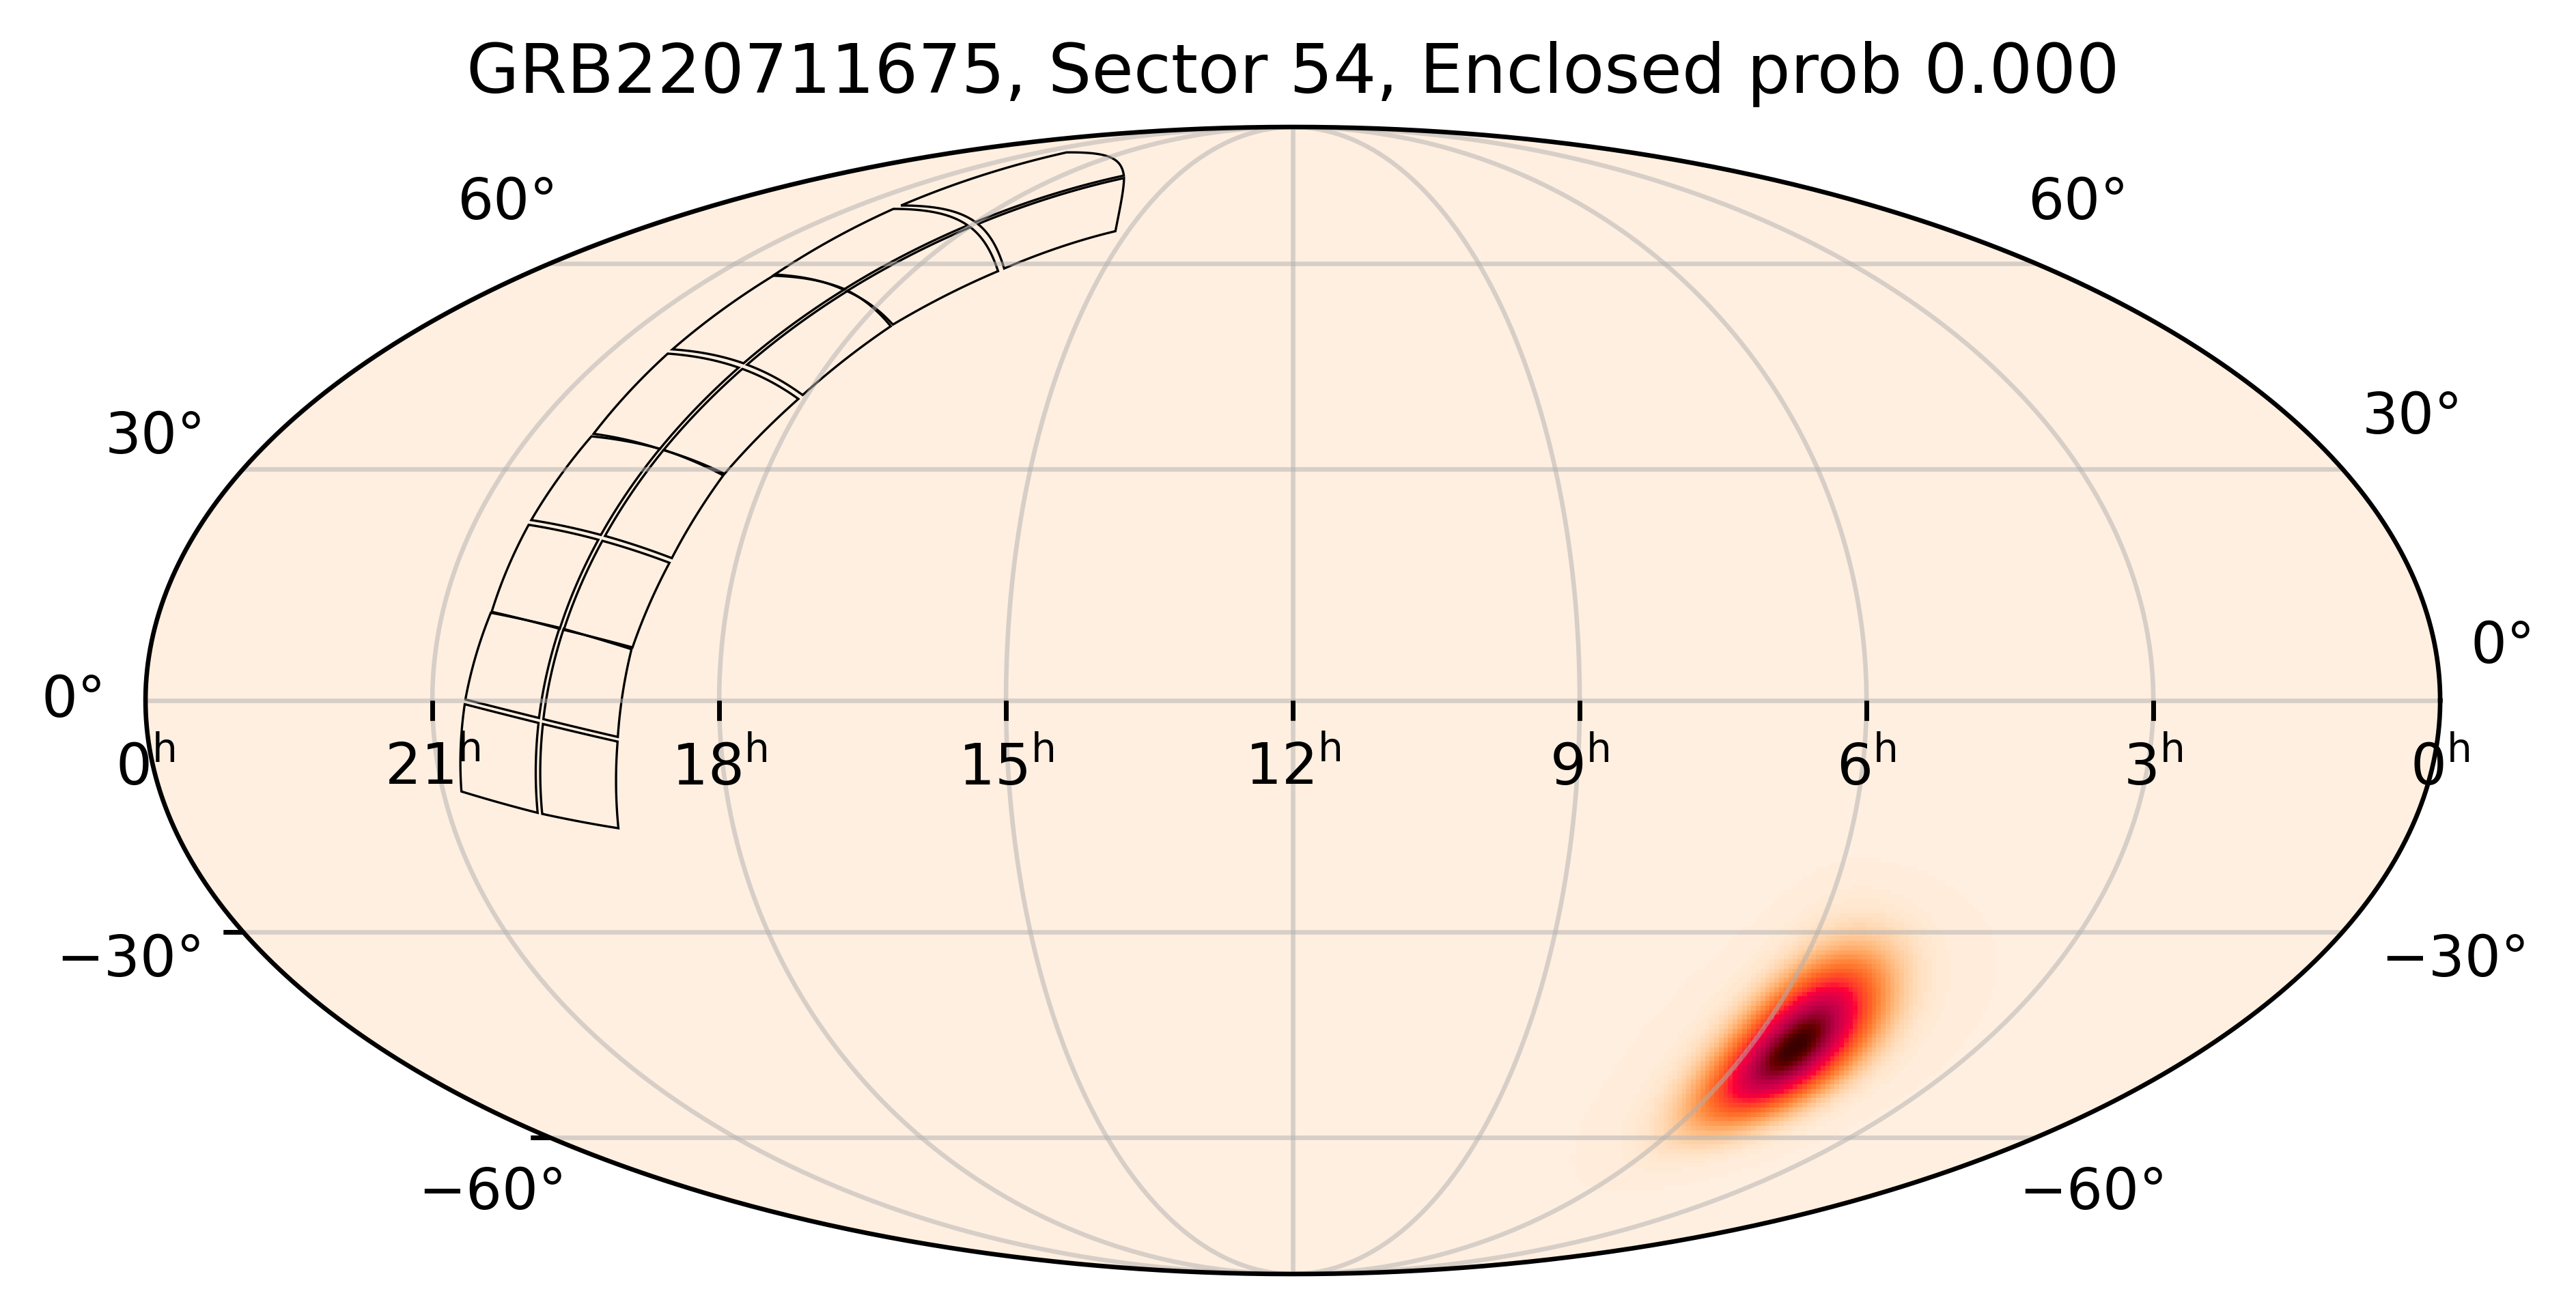 GRB220711675, Sector 54, Enclosed prob 0.000
60° 60°
30° 30°
0° 0°
0ʰ 21ʰ 18ʰ 15ʰ 12ʰ 9ʰ 6ʰ 3ʰ 0ʰ
−30° −30°
−60° −60°